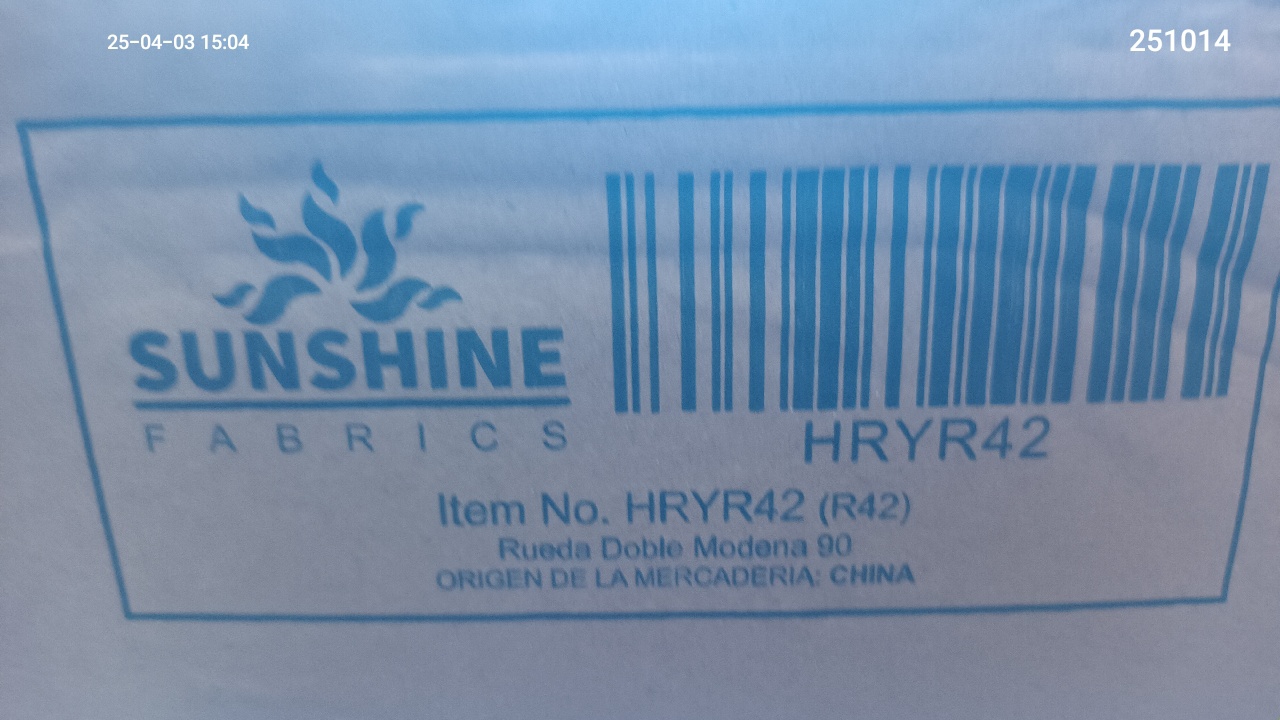 25-04-03 15:04
251014
SUNSHINE
FABRICS
HRYR42
Item No. HRYR42 (R42)
Rueda Doble Modena 90
ORIGEN DE LA MERCADERIA: CHINA